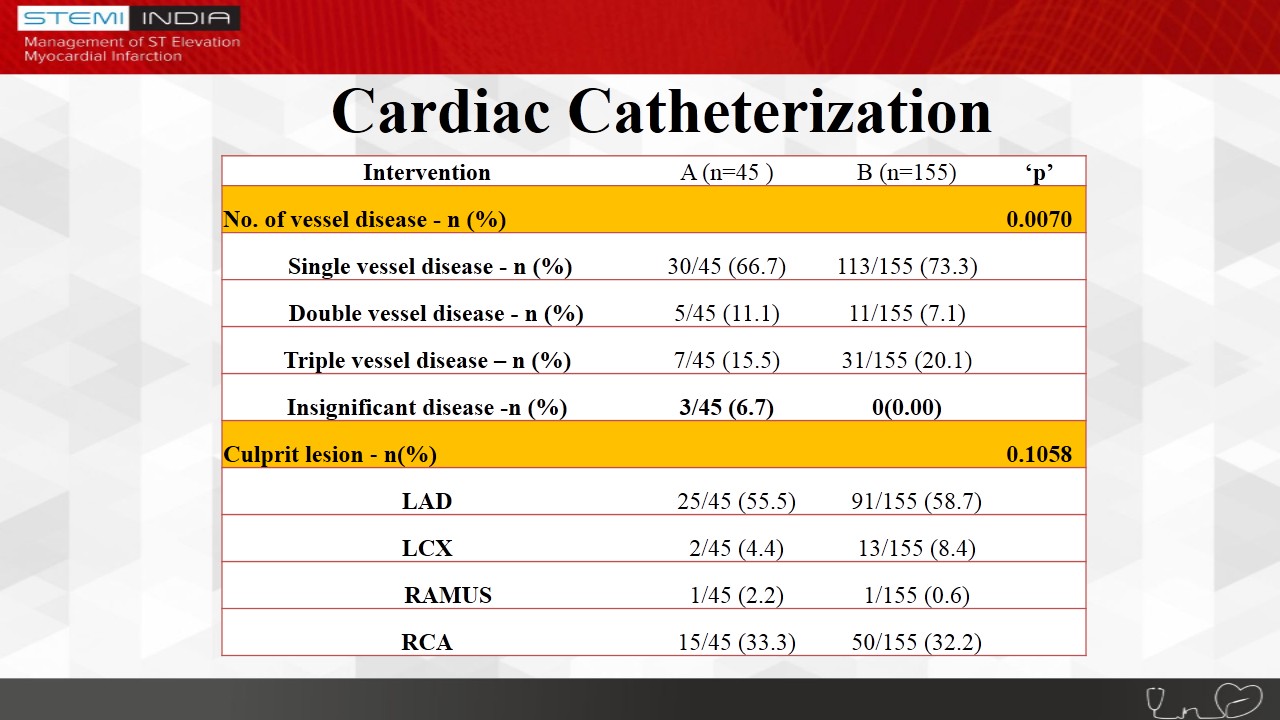 STEMI INDIA
Management of ST Elevation
Myocardial Infarction
Cardiac Catheterization
Intervention A (n=45 ) B (n=155) ‘p’
No. of vessel disease - n (%) 0.0070
Single vessel disease - n (%) 30/45 (66.7) 113/155 (73.3)
Double vessel disease - n (%) 5/45 (11.1) 11/155 (7.1)
Triple vessel disease – n (%) 7/45 (15.5) 31/155 (20.1)
Insignificant disease -n (%) 3/45 (6.7) 0(0.00)
Culprit lesion - n(%) 0.1058
LAD 25/45 (55.5) 91/155 (58.7)
LCX 2/45 (4.4) 13/155 (8.4)
RAMUS 1/45 (2.2) 1/155 (0.6)
RCA 15/45 (33.3) 50/155 (32.2)